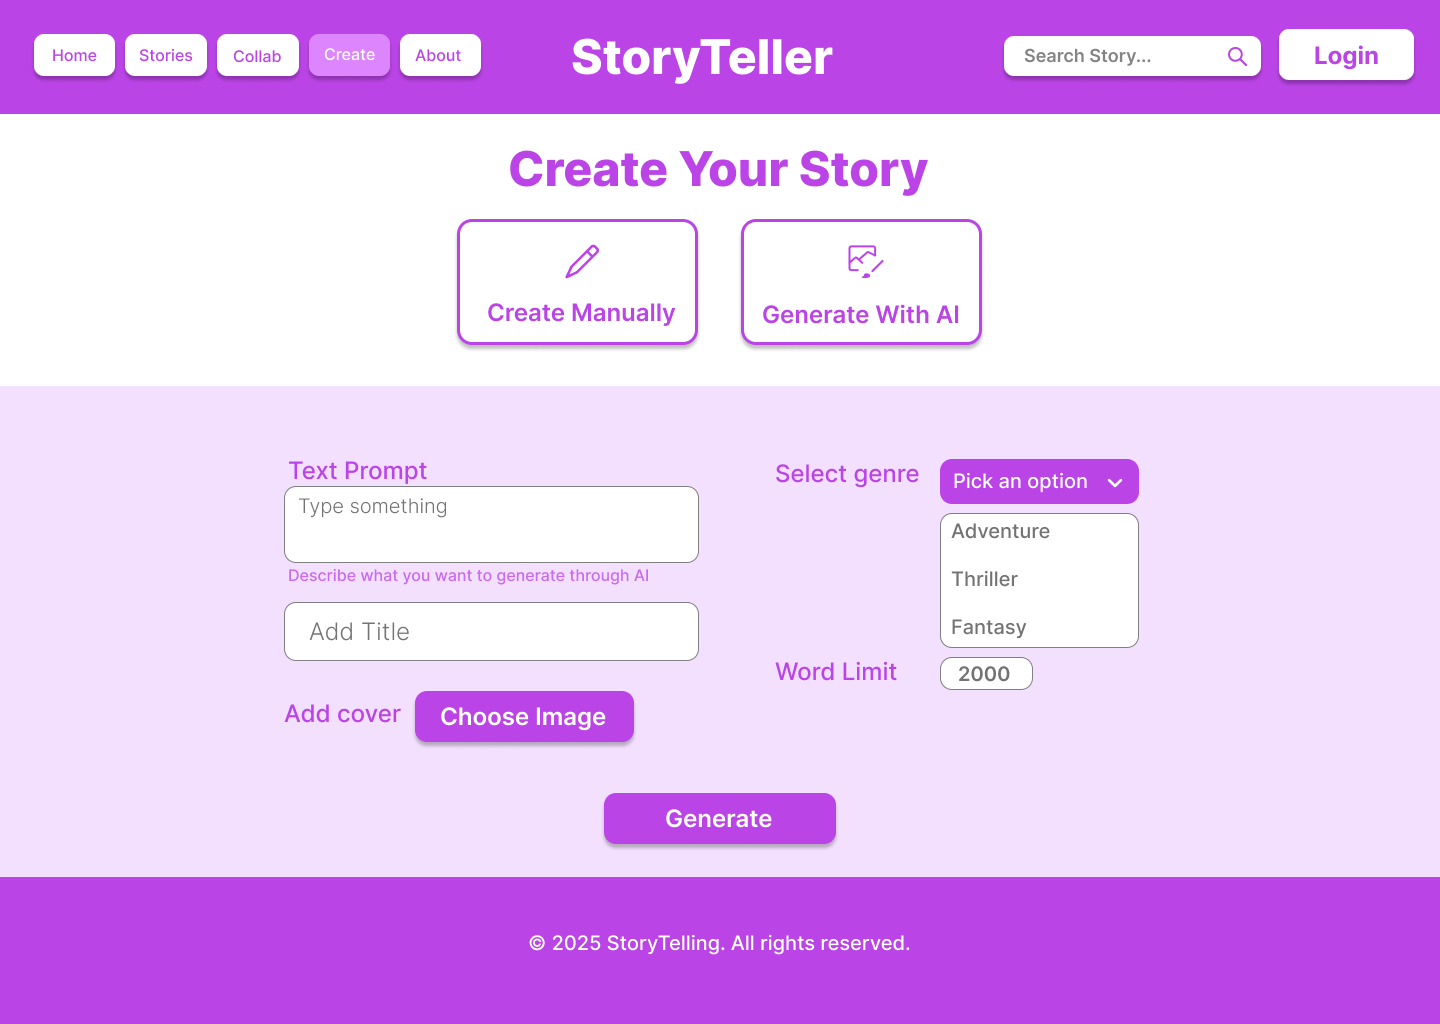 Home
Stories
Collab
Create
About
StoryTeller
Search Story...
Login
Create Your Story
Create Manually
Generate With AI
Text Prompt
Type something
Describe what you want to generate through AI
Add Title
Add cover
Choose Image
Select genre
Pick an option
Adventure
Thriller
Fantasy
Word Limit
2000
Generate
© 2025 StoryTelling. All rights reserved.